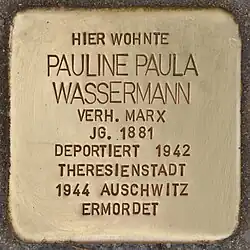 HIER WOHNTE
PAULINE PAULA
WASSERMANN
VERH. MARX
JG. 1881
DEPORTIERT 1942
THERESIENSTADT
1944 AUSCHWITZ
ERMORDET